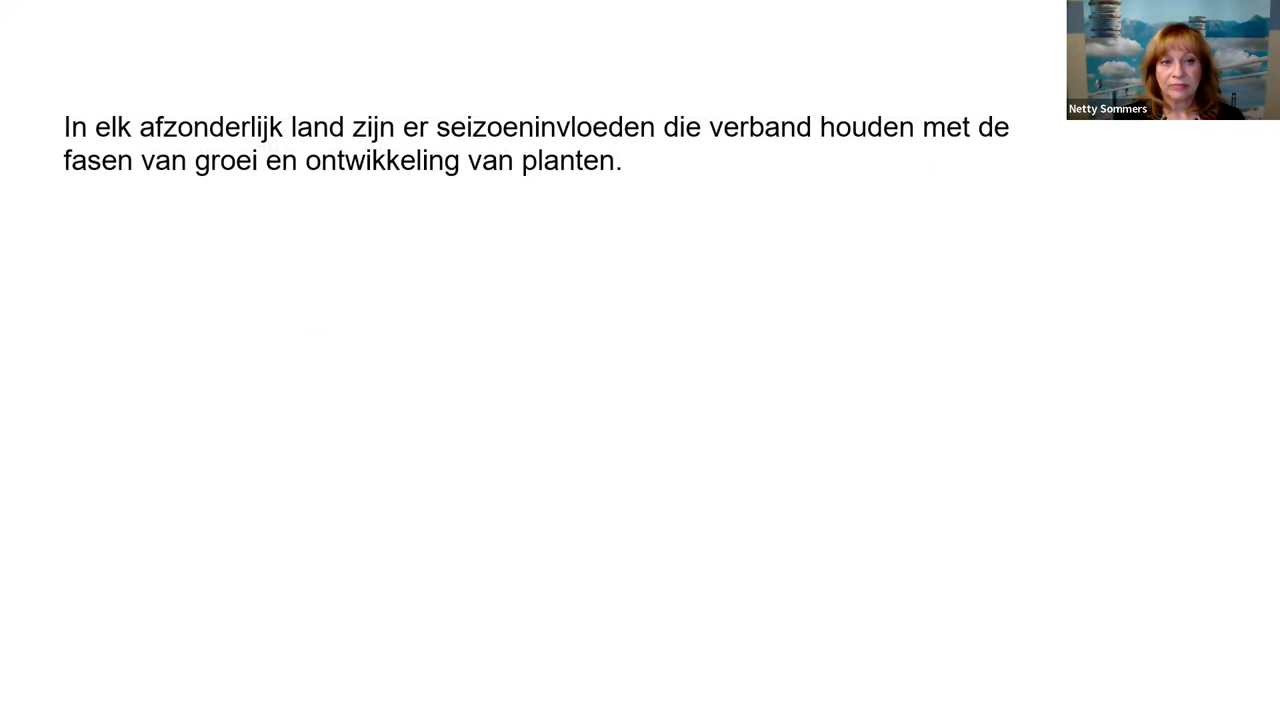 In elk afzonderlijk land zijn er seizoeninvloeden die verband houden met de
fasen van groei en ontwikkeling van planten.
Netty Sommers